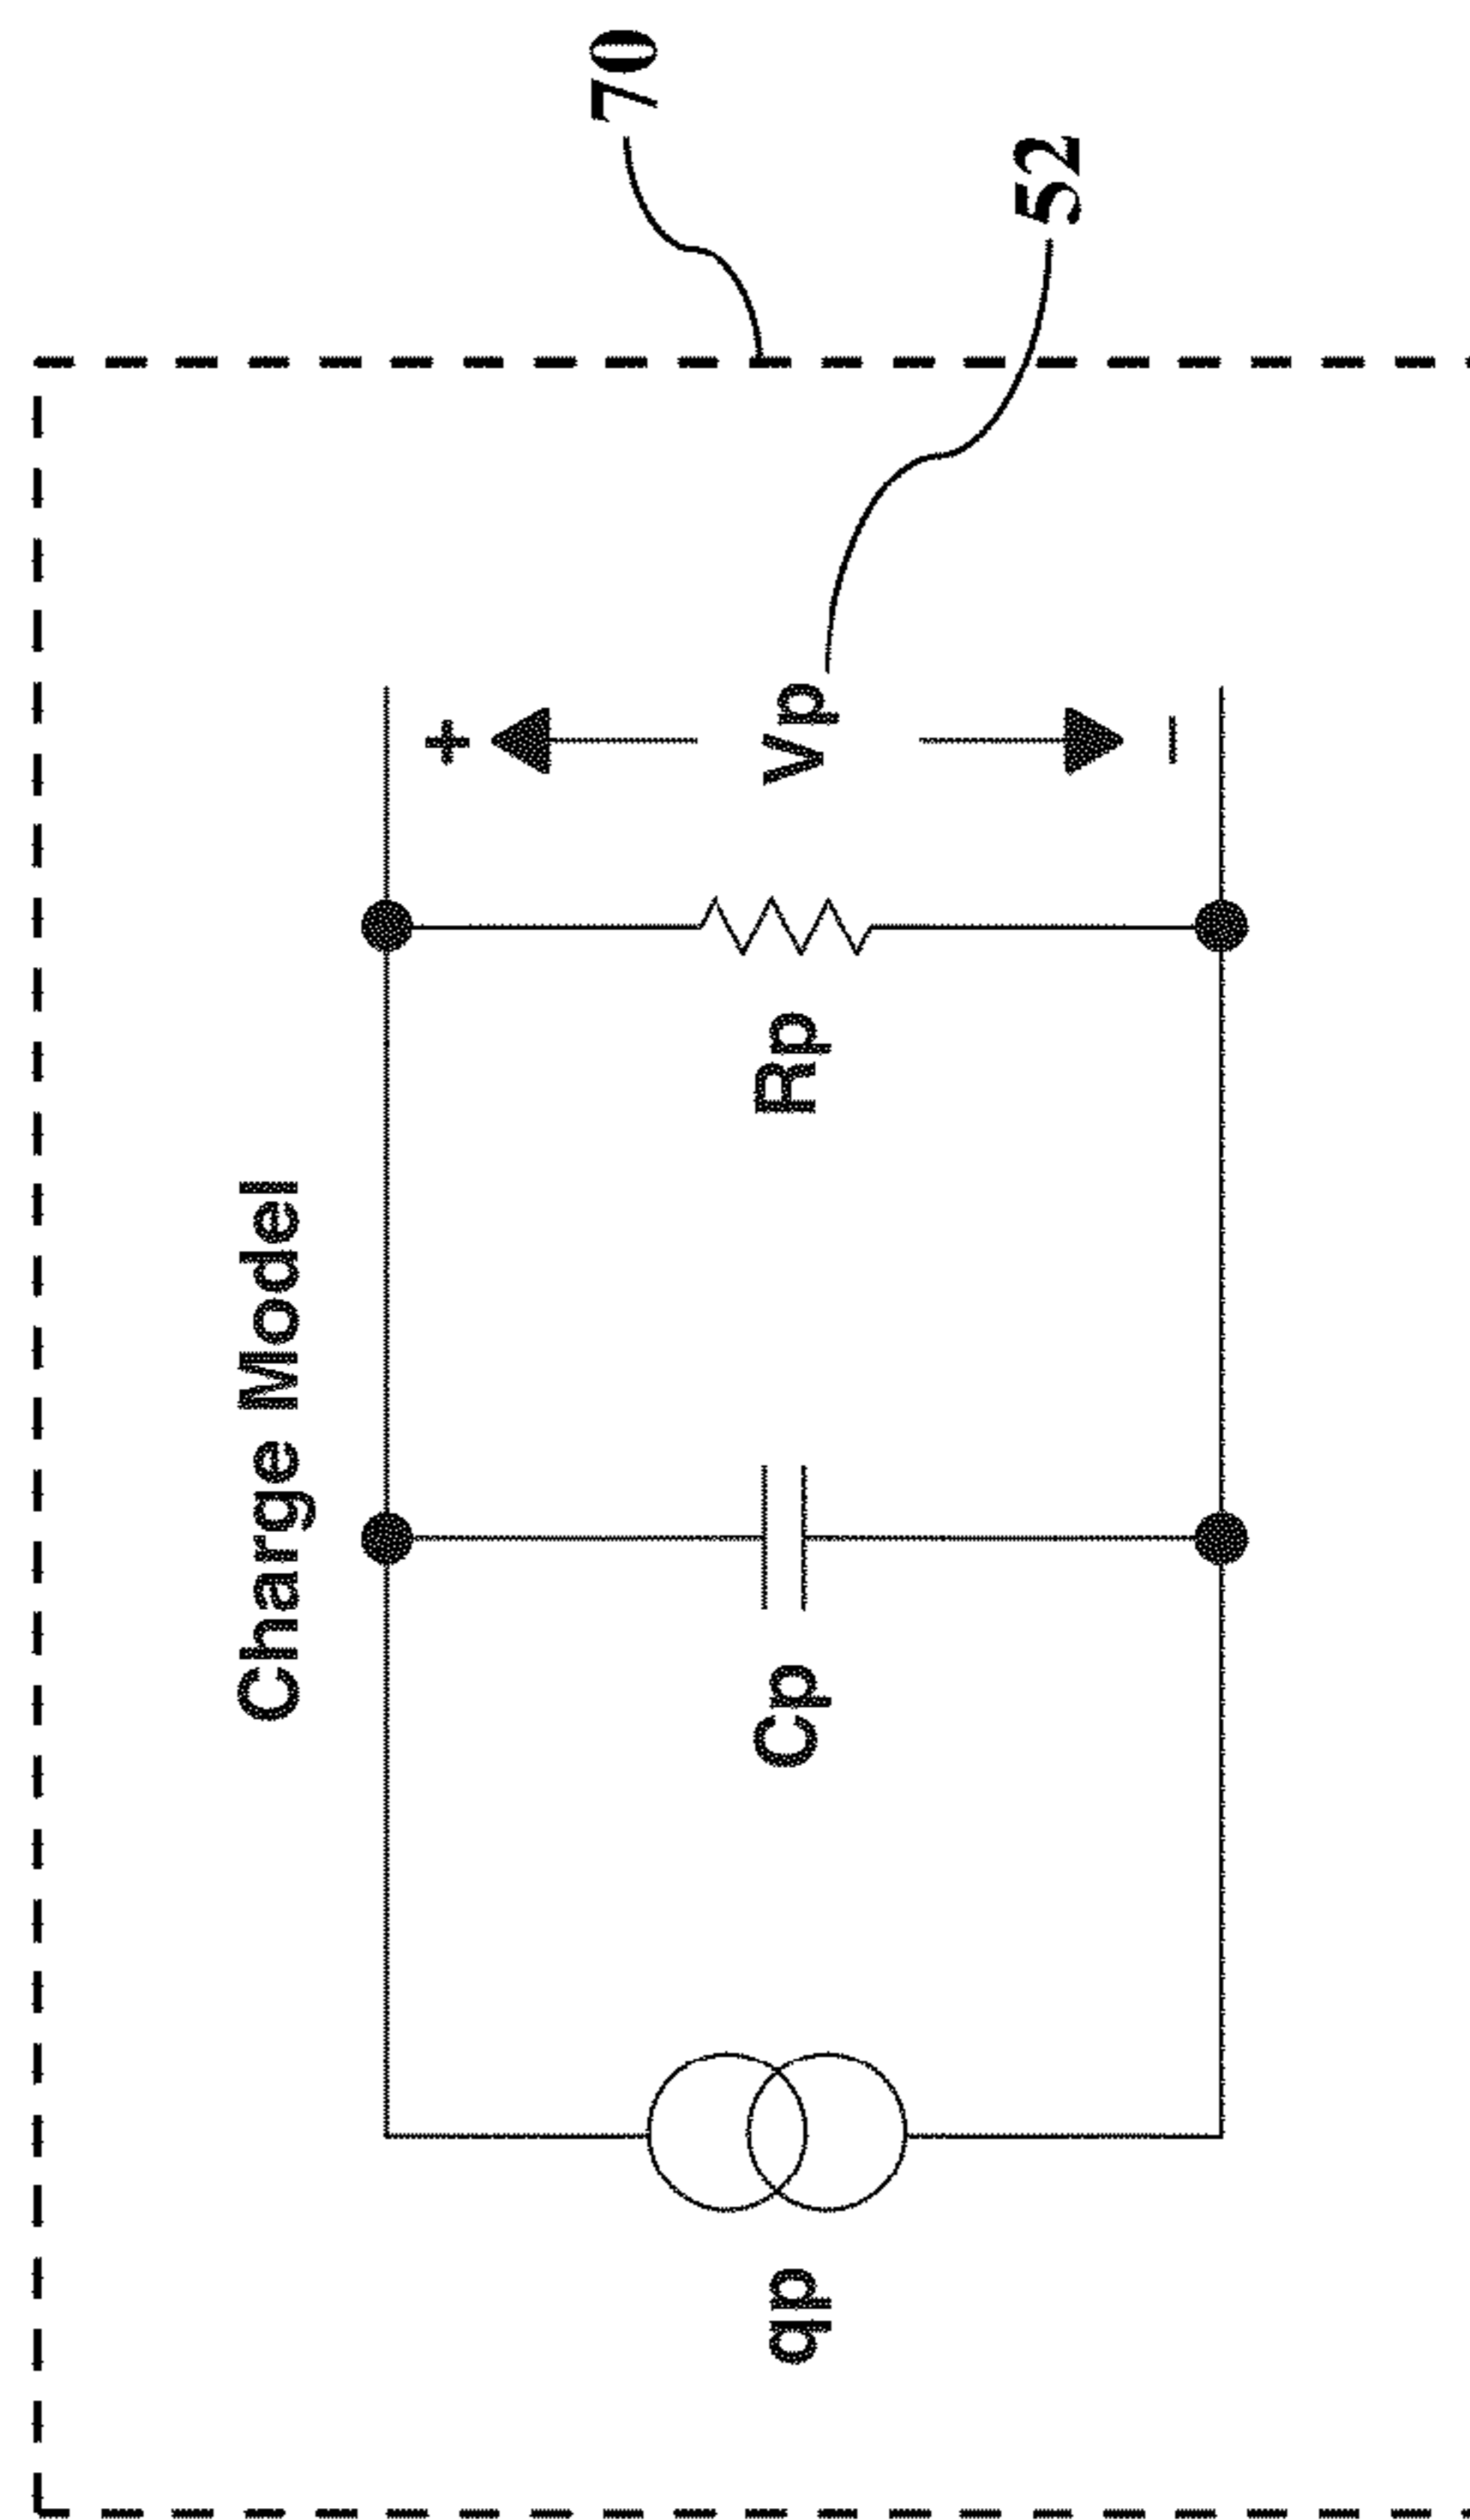 Charge Model
qp
Cp
Rp
+
Vp
–
70
52